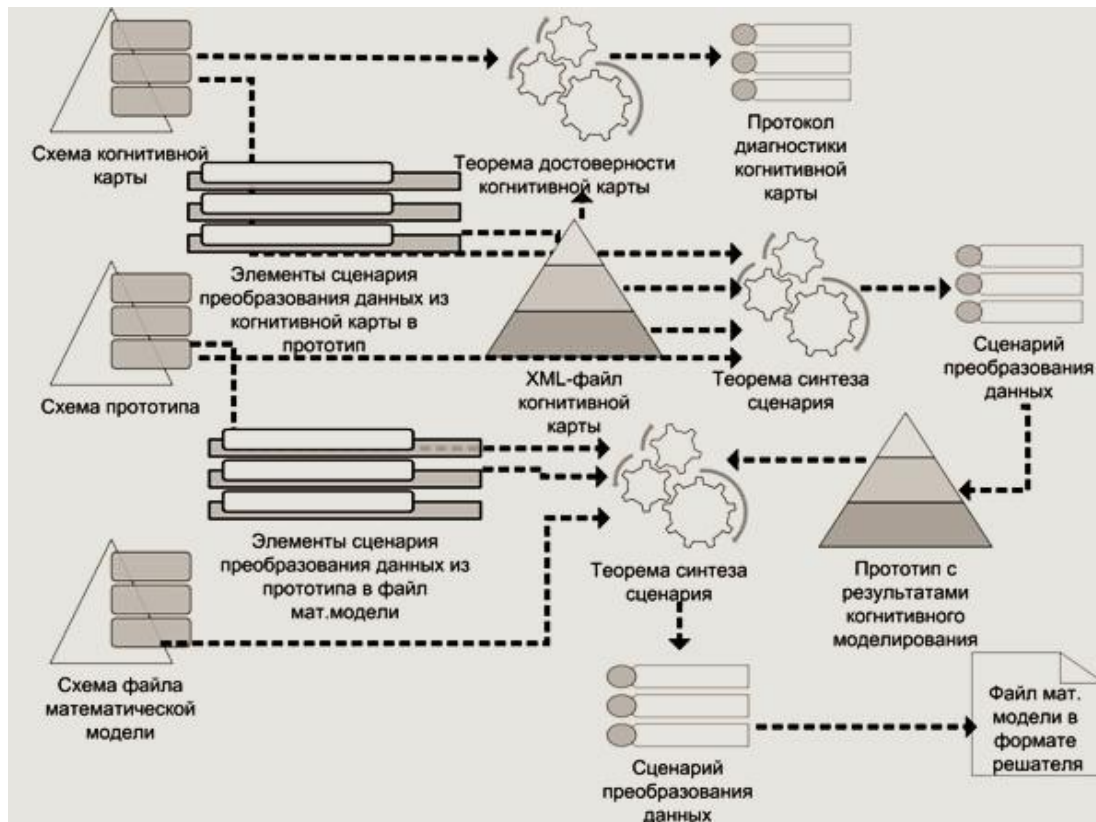 Схема когнитивной
карты
Теорема достоверности
когнитивной карты
Протокол
диагностики
когнитивной
карты
Элементы сценария
преобразования данных из
когнитивной карты в
прототип
Схема прототипа
XML-файл
когнитивной
карты
Теорема синтеза
сценария
Сценарий
преобразования
данных
Элементы сценария
преобразования данных из
прототипа в файл
мат.модели
Теорема синтеза
сценария
Прототип с
результатами
когнитивного
моделирования
Схема файла
математической
модели
Сценарий
преобразования
данных
Файл мат.
модели в
формате
решателя